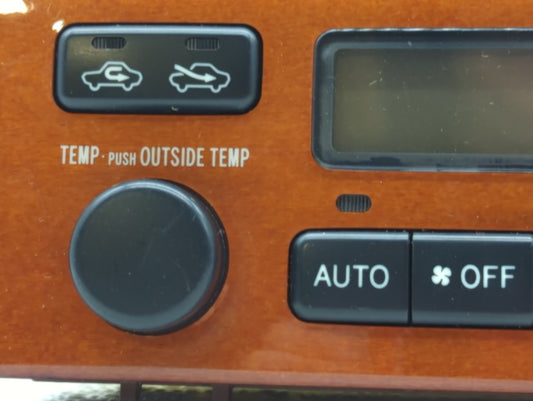 TEMP · PUSH OUTSIDE TEMP
AUTO OFF